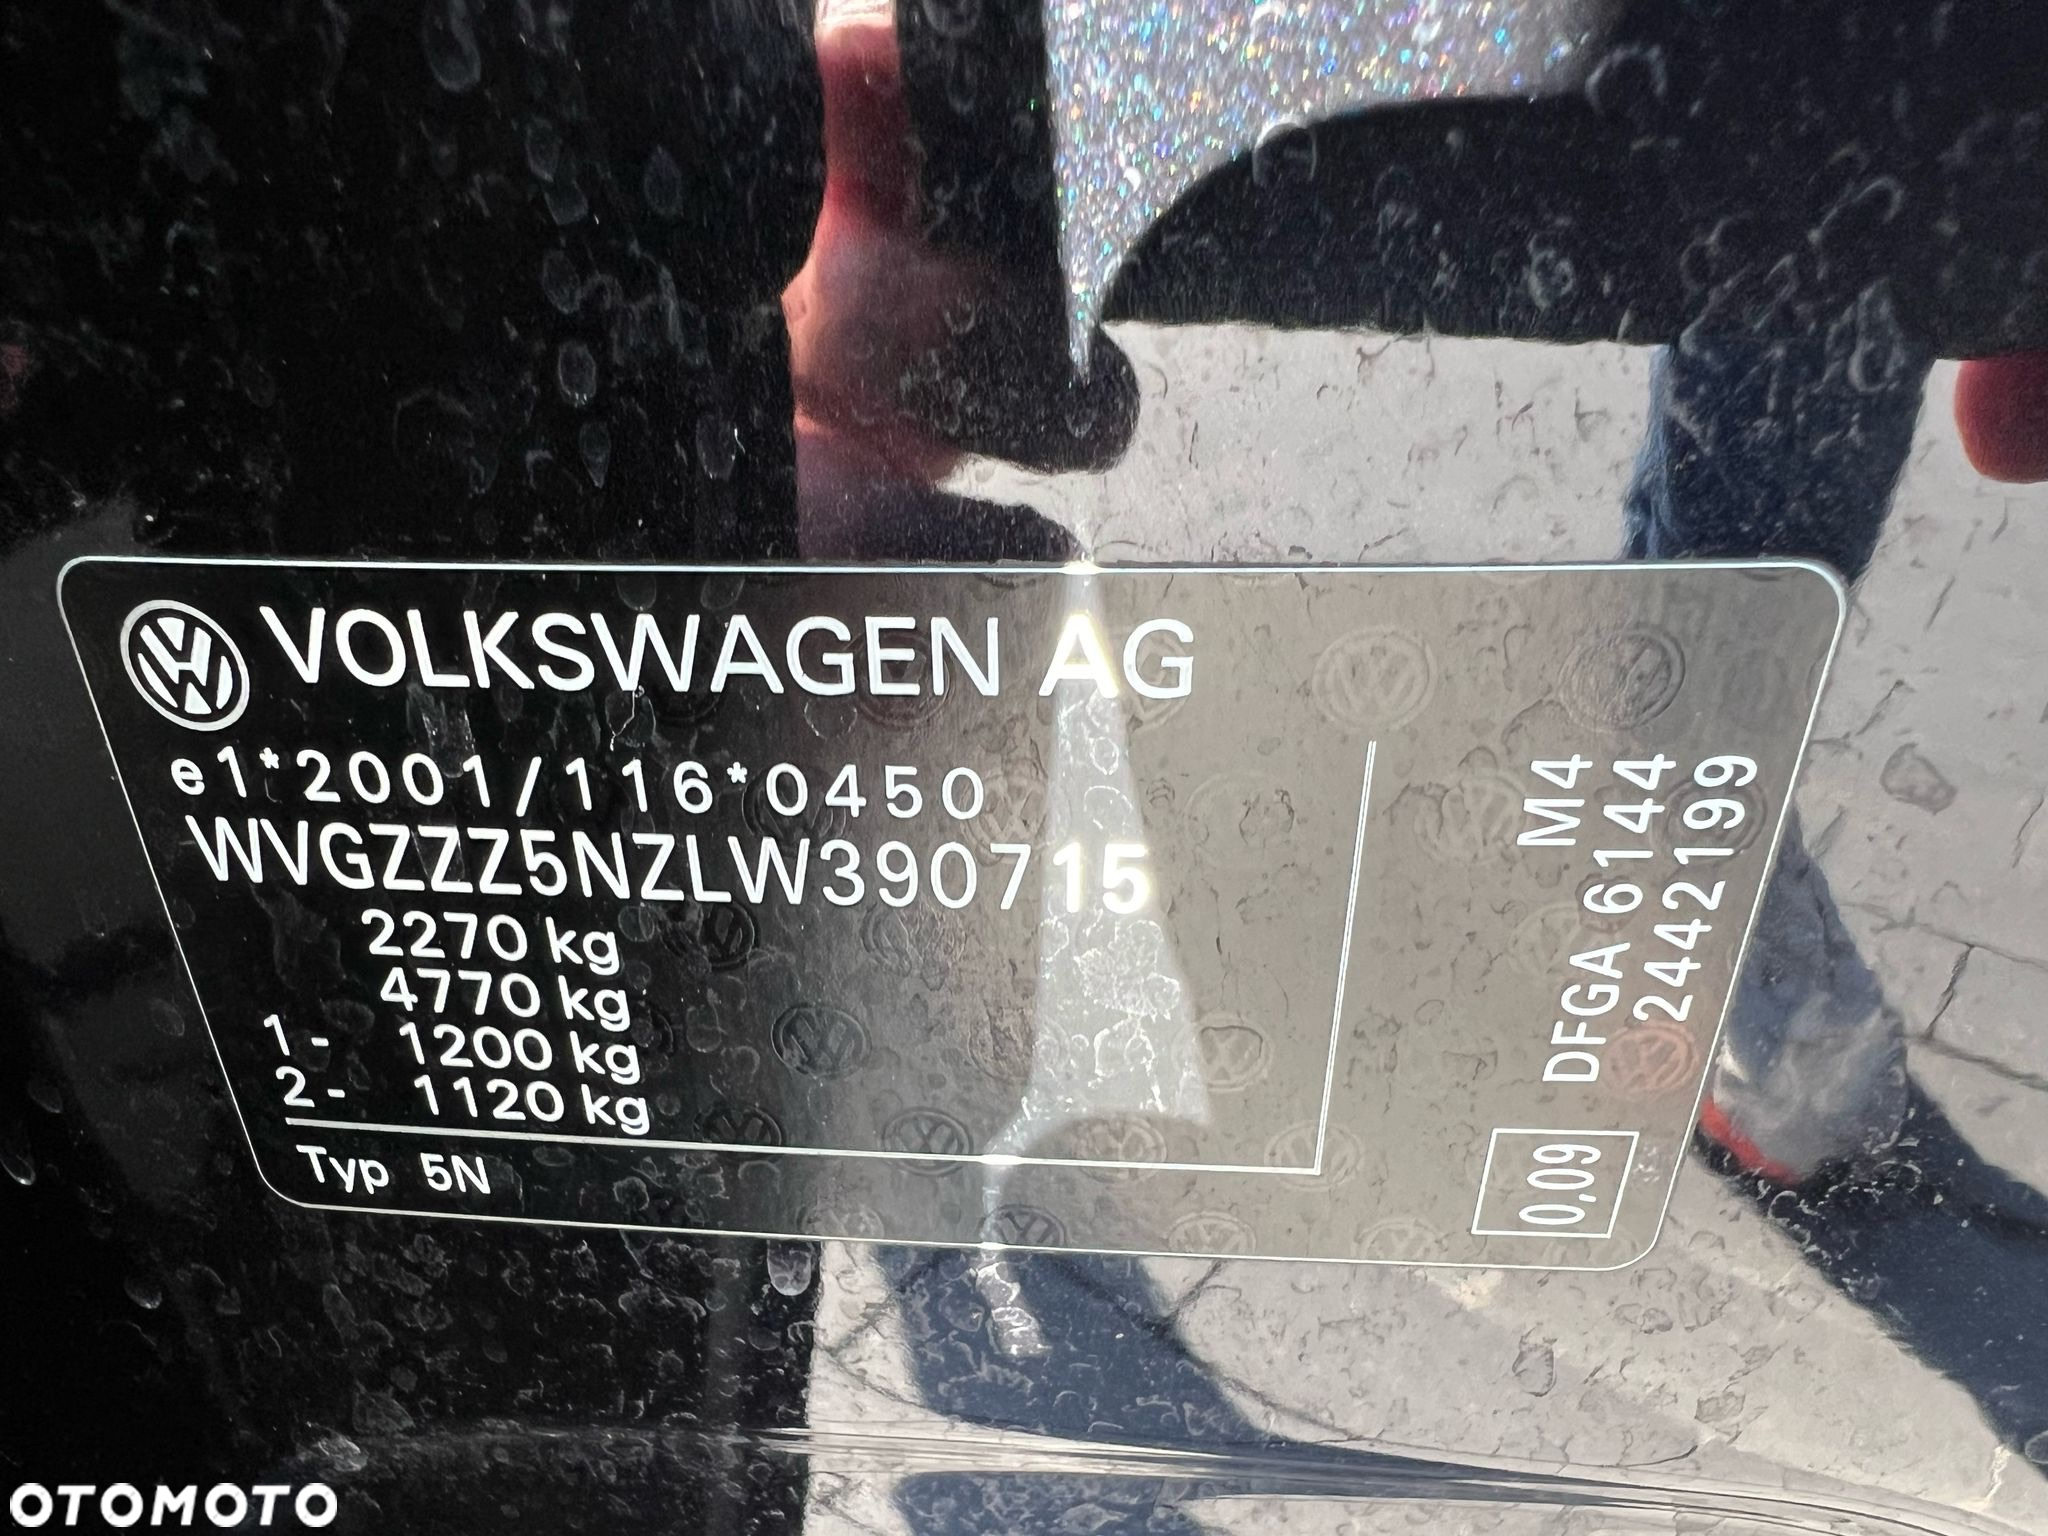 VOLKSWAGEN AG
e1*2001/116*0450
WVGZZZ5NZLW390715
2270 kg
4770 kg
1- 1200 kg
2- 1120 kg
Typ 5N
M4
DFGA 6144
2442199
0,09
OTOMOTO